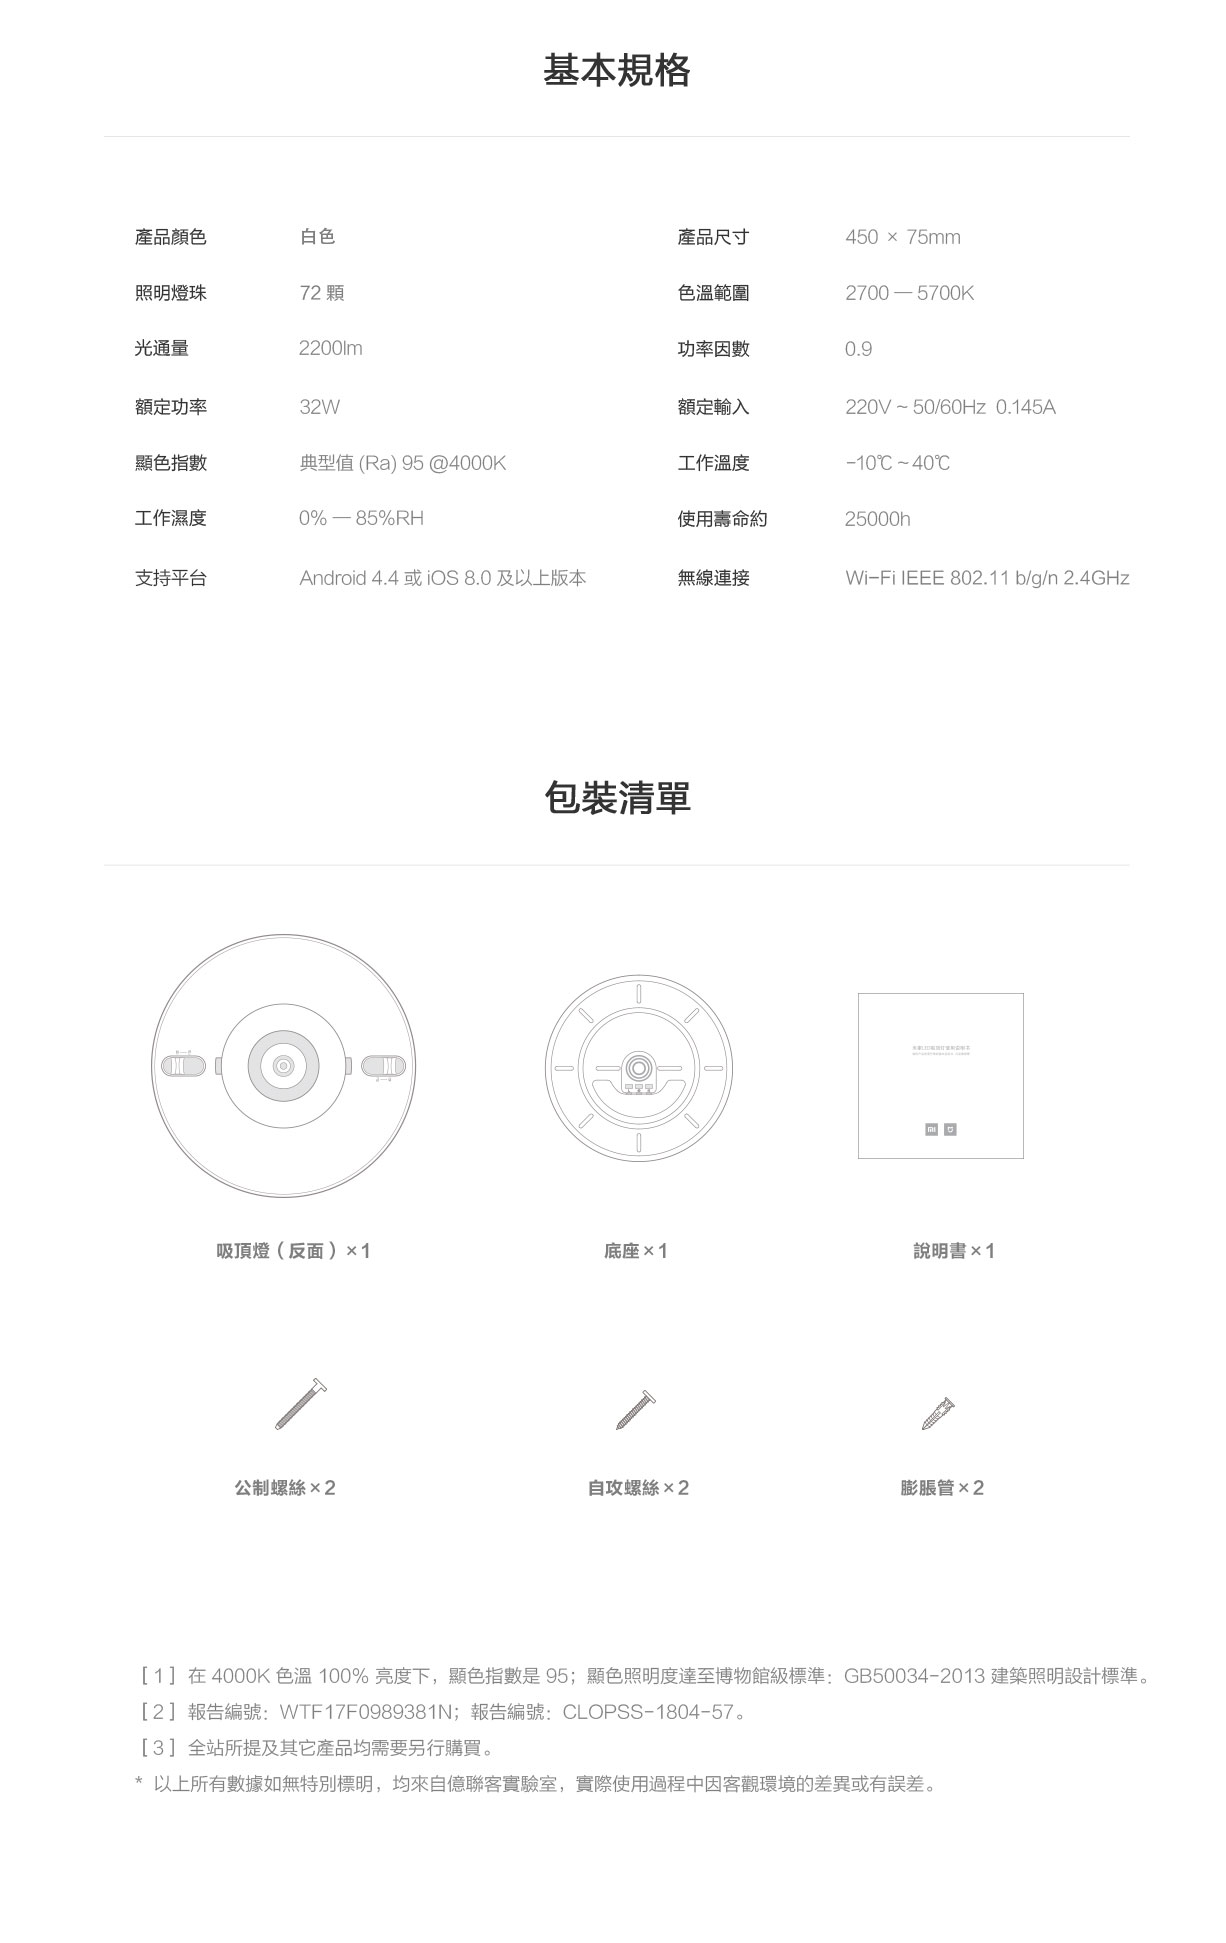 基本規格
產品顏色 白色 產品尺寸 450 × 75mm
照明燈珠 72 顆 色溫範圍 2700 — 5700K
光通量 2200lm 功率因數 0.9
額定功率 32W 額定輸入 220V ~ 50/60Hz 0.145A
顯色指數 典型值 (Ra) 95 @4000K 工作溫度 -10℃ ~ 40℃
工作濕度 0% — 85%RH 使用壽命約 25000h
支持平台 Android 4.4 或 iOS 8.0 及以上版本 無線連接 Wi-Fi IEEE 802.11 b/g/n 2.4GHz
包裝清單
吸頂燈（反面）×1 底座×1 說明書×1
公制螺絲×2 自攻螺絲×2 膨脹管×2
［1］在 4000K 色溫 100% 亮度下，顯色指數是 95；顯色照明度達至博物館級標準：GB50034-2013 建築照明設計標準。
［2］報告編號：WTF17F0989381N；報告編號：CLOPSS-1804-57。
［3］全站所提及其它產品均需要另行購買。
* 以上所有數據如無特別標明，均來自億聯客實驗室，實際使用過程中因客觀環境的差異或有誤差。